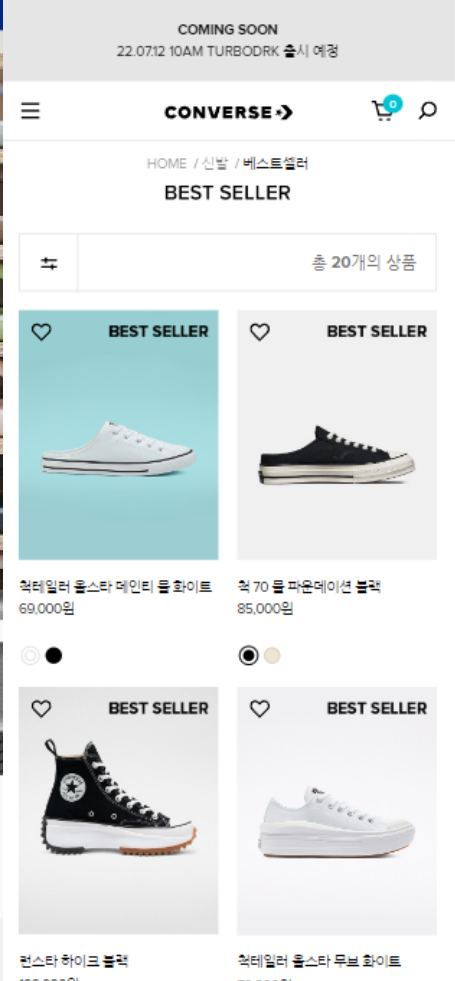 COMING SOON
22.07.12 10AM TURBODRK 출시 예정
CONVERSE
0
HOME / 신발 / 베스트셀러
BEST SELLER
총 20개의 상품
BEST SELLER
BEST SELLER
척테일러 올스타 데인티 뮬 화이트
69,000원
척 70 뮬 파운데이션 블랙
85,000원
BEST SELLER
BEST SELLER
런스타 하이크 블랙
척테일러 올스타 무브 화이트